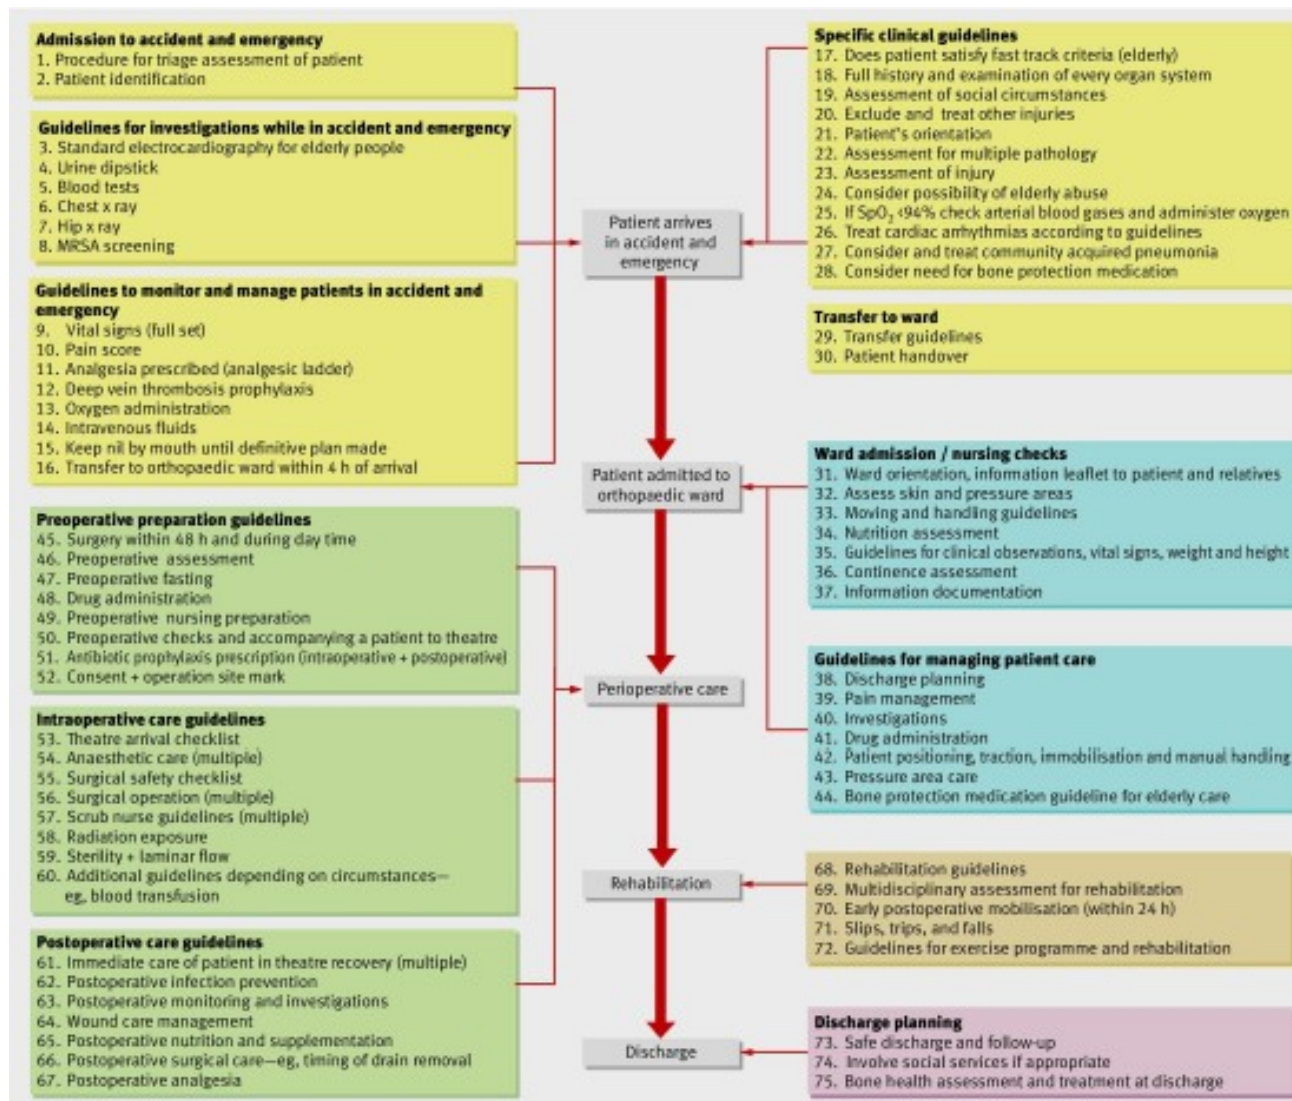 Admission to accident and emergency
1. Procedure for triage assessment of patient
2. Patient identification
Guidelines for investigations while in accident and emergency
3. Standard electrocardiography for elderly people
4. Urine dipstick
5. Blood tests
6. Chest x ray
7. Hip x ray
8. MRSA screening
Guidelines to monitor and manage patients in accident and
emergency
9. Vital signs (full set)
10. Pain score
11. Analgesia prescribed (analgesic ladder)
12. Deep vein thrombosis prophylaxis
13. Oxygen administration
14. Intravenous fluids
15. Keep nil by mouth until definitive plan made
16. Transfer to orthopaedic ward within 4 h of arrival
Specific clinical guidelines
17. Does patient satisfy fast track criteria (elderly)
18. Full history and examination of every organ system
19. Assessment of social circumstances
20. Exclude and treat other injuries
21. Patient's orientation
22. Assessment for multiple pathology
23. Assessment of injury
24. Consider possibility of elderly abuse
25. If SpO₂ <94% check arterial blood gases and administer oxygen
26. Treat cardiac arrhythmias according to guidelines
27. Consider and treat community acquired pneumonia
28. Consider need for bone protection medication
Transfer to ward
29. Transfer guidelines
30. Patient handover
Patient arrives
in accident and
emergency
Patient admitted to
orthopaedic ward
Ward admission / nursing checks
31. Ward orientation, information leaflet to patient and relatives
32. Assess skin and pressure areas
33. Moving and handling guidelines
34. Nutrition assessment
35. Guidelines for clinical observations, vital signs, weight and height
36. Continence assessment
37. Information documentation
Guidelines for managing patient care
38. Discharge planning
39. Pain management
40. Investigations
41. Drug administration
42. Patient positioning, traction, immobilisation and manual handling
43. Pressure area care
44. Bone protection medication guideline for elderly care
Preoperative preparation guidelines
45. Surgery within 48 h and during day time
46. Preoperative assessment
47. Preoperative fasting
48. Drug administration
49. Preoperative nursing preparation
50. Preoperative checks and accompanying a patient to theatre
51. Antibiotic prophylaxis prescription (intraoperative + postoperative)
52. Consent + operation site mark
Intraoperative care guidelines
53. Theatre arrival checklist
54. Anaesthetic care (multiple)
55. Surgical safety checklist
56. Surgical operation (multiple)
57. Scrub nurse guidelines (multiple)
58. Radiation exposure
59. Sterility + laminar flow
60. Additional guidelines depending on circumstances—
eg, blood transfusion
Postoperative care guidelines
61. Immediate care of patient in theatre recovery (multiple)
62. Postoperative infection prevention
63. Postoperative monitoring and investigations
64. Wound care management
65. Postoperative nutrition and supplementation
66. Postoperative surgical care—eg, timing of drain removal
67. Postoperative analgesia
Perioperative care
Rehabilitation
68. Rehabilitation guidelines
69. Multidisciplinary assessment for rehabilitation
70. Early postoperative mobilisation (within 24 h)
71. Slips, trips, and falls
72. Guidelines for exercise programme and rehabilitation
Discharge
Discharge planning
73. Safe discharge and follow-up
74. Involve social services if appropriate
75. Bone health assessment and treatment at discharge